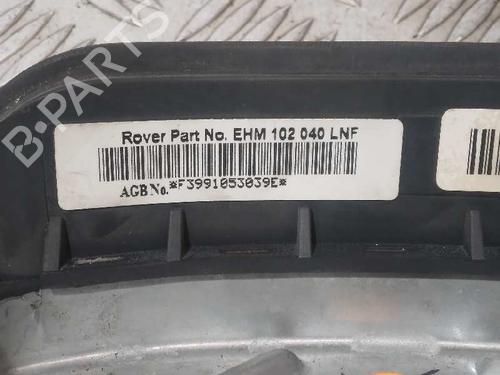 B-PARTS
Rover Part No. EHM 102 040 LNF
AGB No. *F3991053039E*